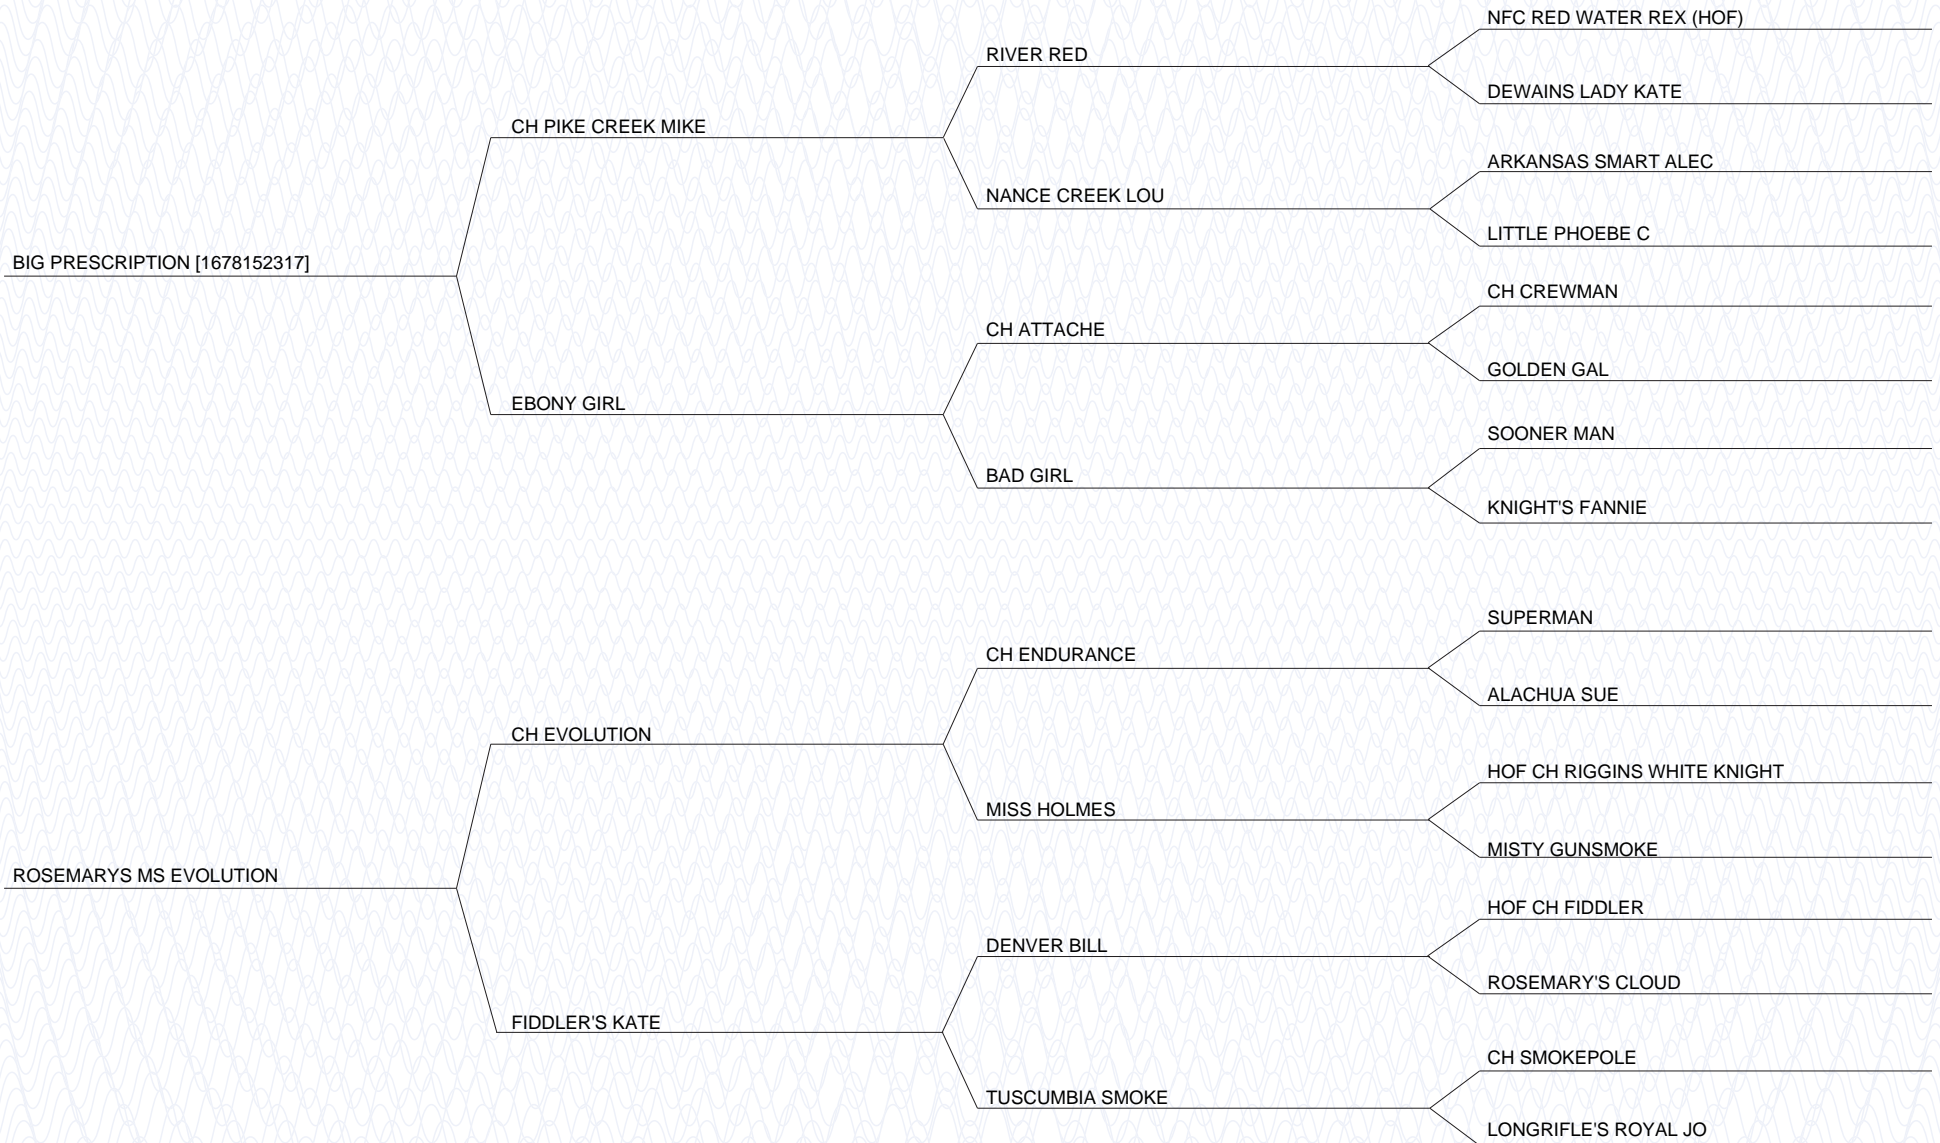 NFC RED WATER REX (HOF)
RIVER RED
DEWAINS LADY KATE
CH PIKE CREEK MIKE
ARKANSAS SMART ALEC
NANCE CREEK LOU
LITTLE PHOEBE C
BIG PRESCRIPTION [1678152317]
CH CREWMAN
CH ATTACHE
GOLDEN GAL
EBONY GIRL
SOONER MAN
BAD GIRL
KNIGHT'S FANNIE
SUPERMAN
CH ENDURANCE
ALACHUA SUE
CH EVOLUTION
HOF CH RIGGINS WHITE KNIGHT
MISS HOLMES
MISTY GUNSMOKE
ROSEMARYS MS EVOLUTION
HOF CH FIDDLER
DENVER BILL
ROSEMARY'S CLOUD
FIDDLER'S KATE
CH SMOKEPOLE
TUSCUMBIA SMOKE
LONGRIFLE'S ROYAL JO